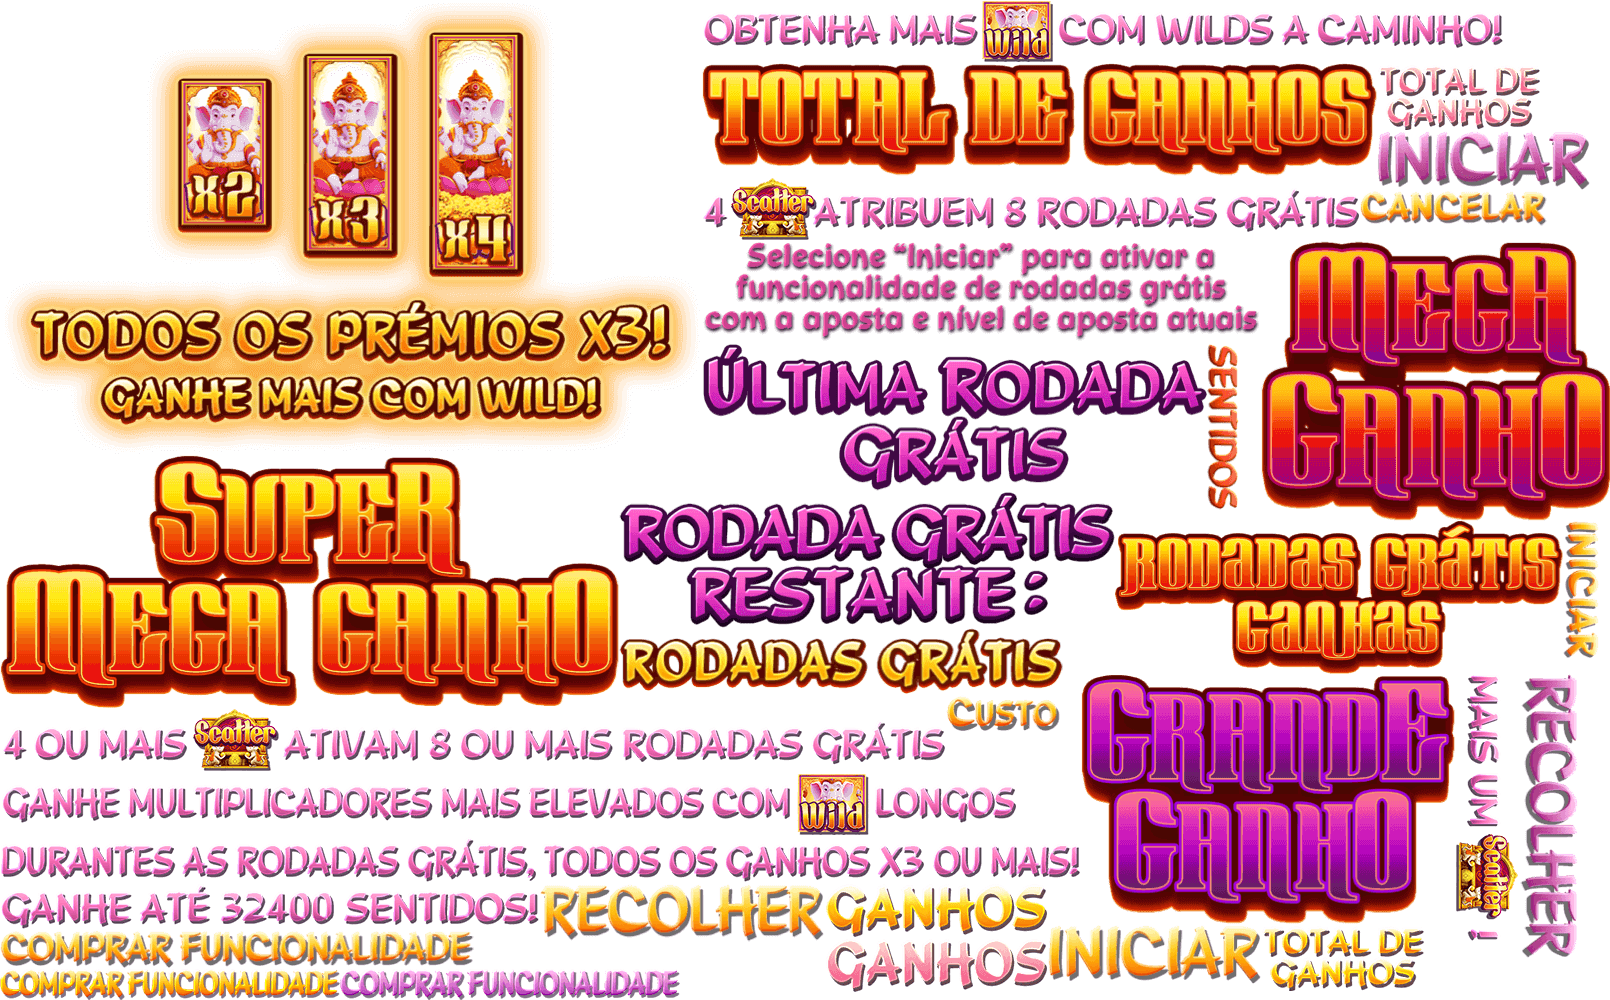 x2
x3
x4
TODOS OS PRÉMIOS X3!
GANHE MAIS COM WILD!
SUPER
MEGA GANHO
OBTENHA MAIS Wild COM WILDS A CAMINHO!
TOTAL DE GANHOS
TOTAL DE
GANHOS
INICIAR
4 Scatter ATRIBUEM 8 RODADAS GRÁTIS
CANCELAR
Selecione “Iniciar” para ativar a
funcionalidade de rodadas grátis
com a aposta e nível de aposta atuais
MEGA
GANHO
ÚLTIMA RODADA
GRÁTIS
SENTIDOS
RODADA GRÁTIS
RESTANTE:
RODADAS GRÁTIS
GANHAS
INICIAR
RODADAS GRÁTIS
CUSTO
GRANDE
GANHO
MAIS UM Scatter !
RECOLHER
4 OU MAIS Scatter ATIVAM 8 OU MAIS RODADAS GRÁTIS
GANHE MULTIPLICADORES MAIS ELEVADOS COM Wild LONGOS
DURANTES AS RODADAS GRÁTIS, TODOS OS GANHOS X3 OU MAIS!
GANHE ATÉ 32400 SENTIDOS!
RECOLHER
GANHOS
GANHOS
INICIAR
TOTAL DE
GANHOS
COMPRAR FUNCIONALIDADE
COMPRAR FUNCIONALIDADE
COMPRAR FUNCIONALIDADE